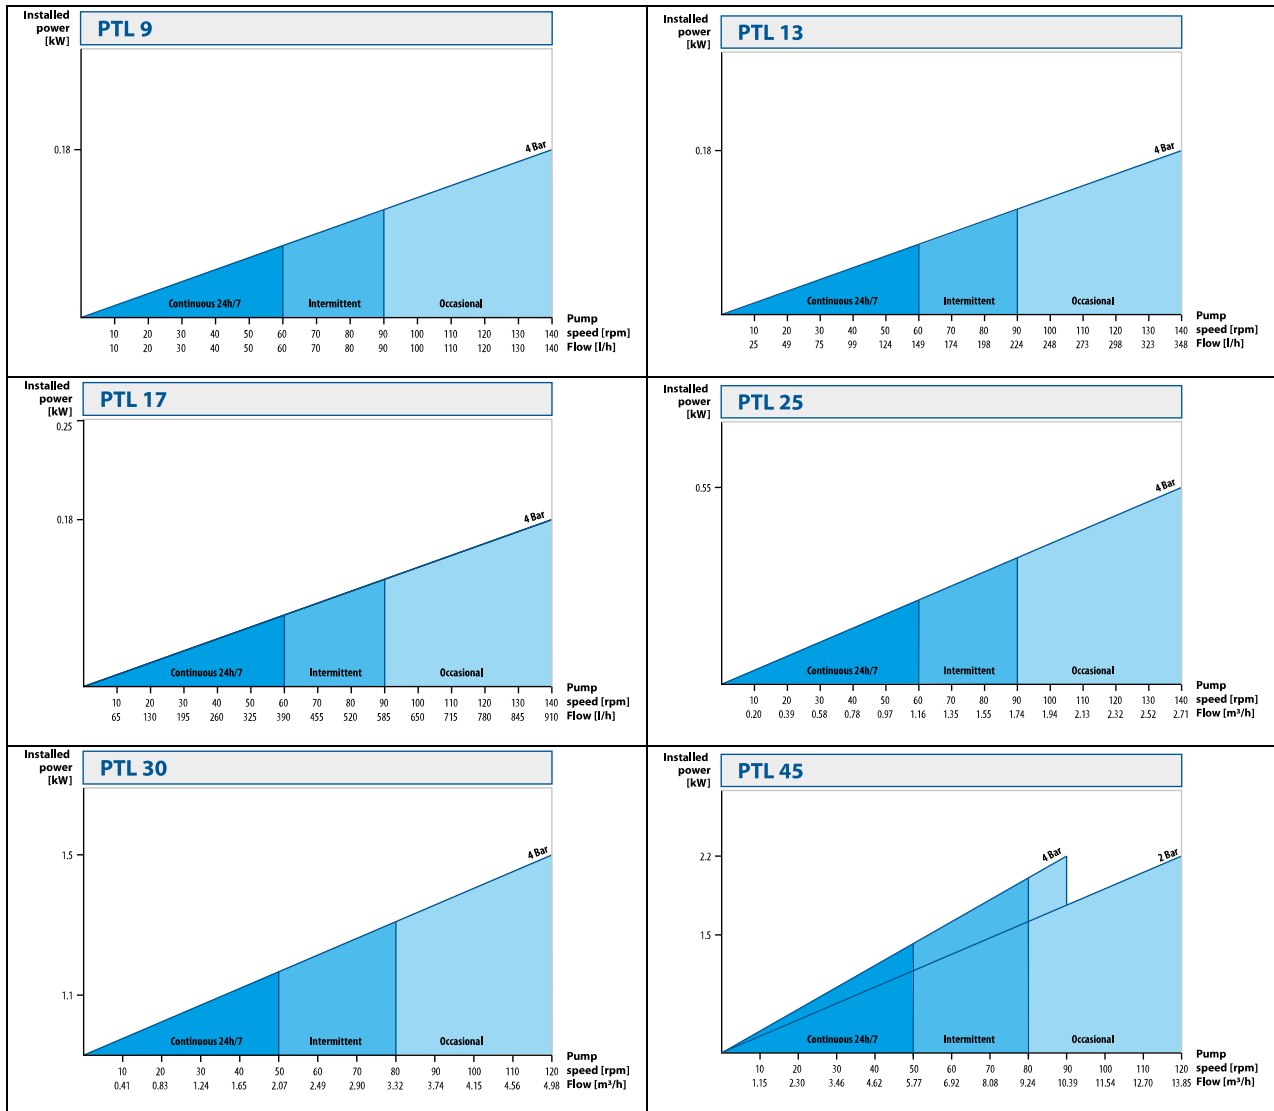 Installed
power
[kW]
PTL 9
0.18
4 Bar
Continuous 24h/7
Intermittent
Occasional
Pump
10 20 30 40 50 60 70 80 90 100 110 120 130 140 speed [rpm]
10 20 30 40 50 60 70 80 90 100 110 120 130 140 Flow [l/h]
Installed
power
[kW]
PTL 13
0.18
4 Bar
Continuous 24h/7
Intermittent
Occasional
Pump
10 20 30 40 50 60 70 80 90 100 110 120 130 140 speed [rpm]
25 49 75 99 124 149 174 198 224 248 273 298 323 348 Flow [l/h]
Installed
power
[kW]
PTL 17
0.25
0.18
4 Bar
Continuous 24h/7
Intermittent
Occasional
Pump
10 20 30 40 50 60 70 80 90 100 110 120 130 140 speed [rpm]
65 130 195 260 325 390 455 520 585 650 715 780 845 910 Flow [l/h]
Installed
power
[kW]
PTL 25
0.55
4 Bar
Continuous 24h/7
Intermittent
Occasional
Pump
10 20 30 40 50 60 70 80 90 100 110 120 130 140 speed [rpm]
0.20 0.39 0.58 0.78 0.97 1.16 1.35 1.55 1.74 1.94 2.13 2.32 2.52 2.71 Flow [m³/h]
Installed
power
[kW]
PTL 30
1.5
4 Bar
1.1
Continuous 24h/7
Intermittent
Occasional
Pump
10 20 30 40 50 60 70 80 90 100 110 120 speed [rpm]
0.41 0.83 1.24 1.65 2.07 2.49 2.90 3.32 3.74 4.15 4.56 4.98 Flow [m³/h]
Installed
power
[kW]
PTL 45
2.2
4 Bar
2 Bar
1.5
Continuous 24h/7
Intermittent
Occasional
Pump
10 20 30 40 50 60 70 80 90 100 110 120 speed [rpm]
1.15 2.30 3.46 4.62 5.77 6.92 8.08 9.24 10.39 11.54 12.70 13.85 Flow [m³/h]